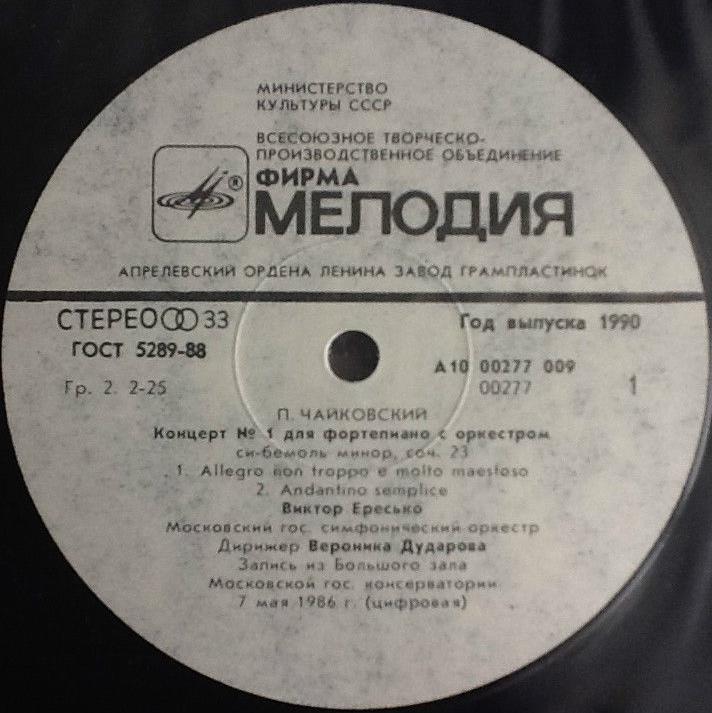 МИНИСТЕРСТВО
КУЛЬТУРЫ СССР
ВСЕСОЮЗНОЕ ТВОРЧЕСКО-
ПРОИЗВОДСТВЕННОЕ ОБЪЕДИНЕНИЕ
®
ФИРМА
МЕЛОДИЯ
АПРЕЛЕВСКИЙ ОРДЕНА ЛЕНИНА ЗАВОД ГРАМПЛАСТИНОК
СТЕРЕО 33 Год выпуска 1990
ГОСТ 5289-88 А10 00277 009
Гр. 2. 2-25 00277 1
П. ЧАЙКОВСКИЙ
Концерт № 1 для фортепиано с оркестром
си-бемоль минор, соч. 23
1. Allegro non troppo e molto maestoso
2. Andantino semplice
Виктор Ересько
Московский гос. симфонический оркестр
Дирижер Вероника Дударова
Запись из Большого зала
Московской гос. консерватории
7 мая 1986 г. (цифровая)